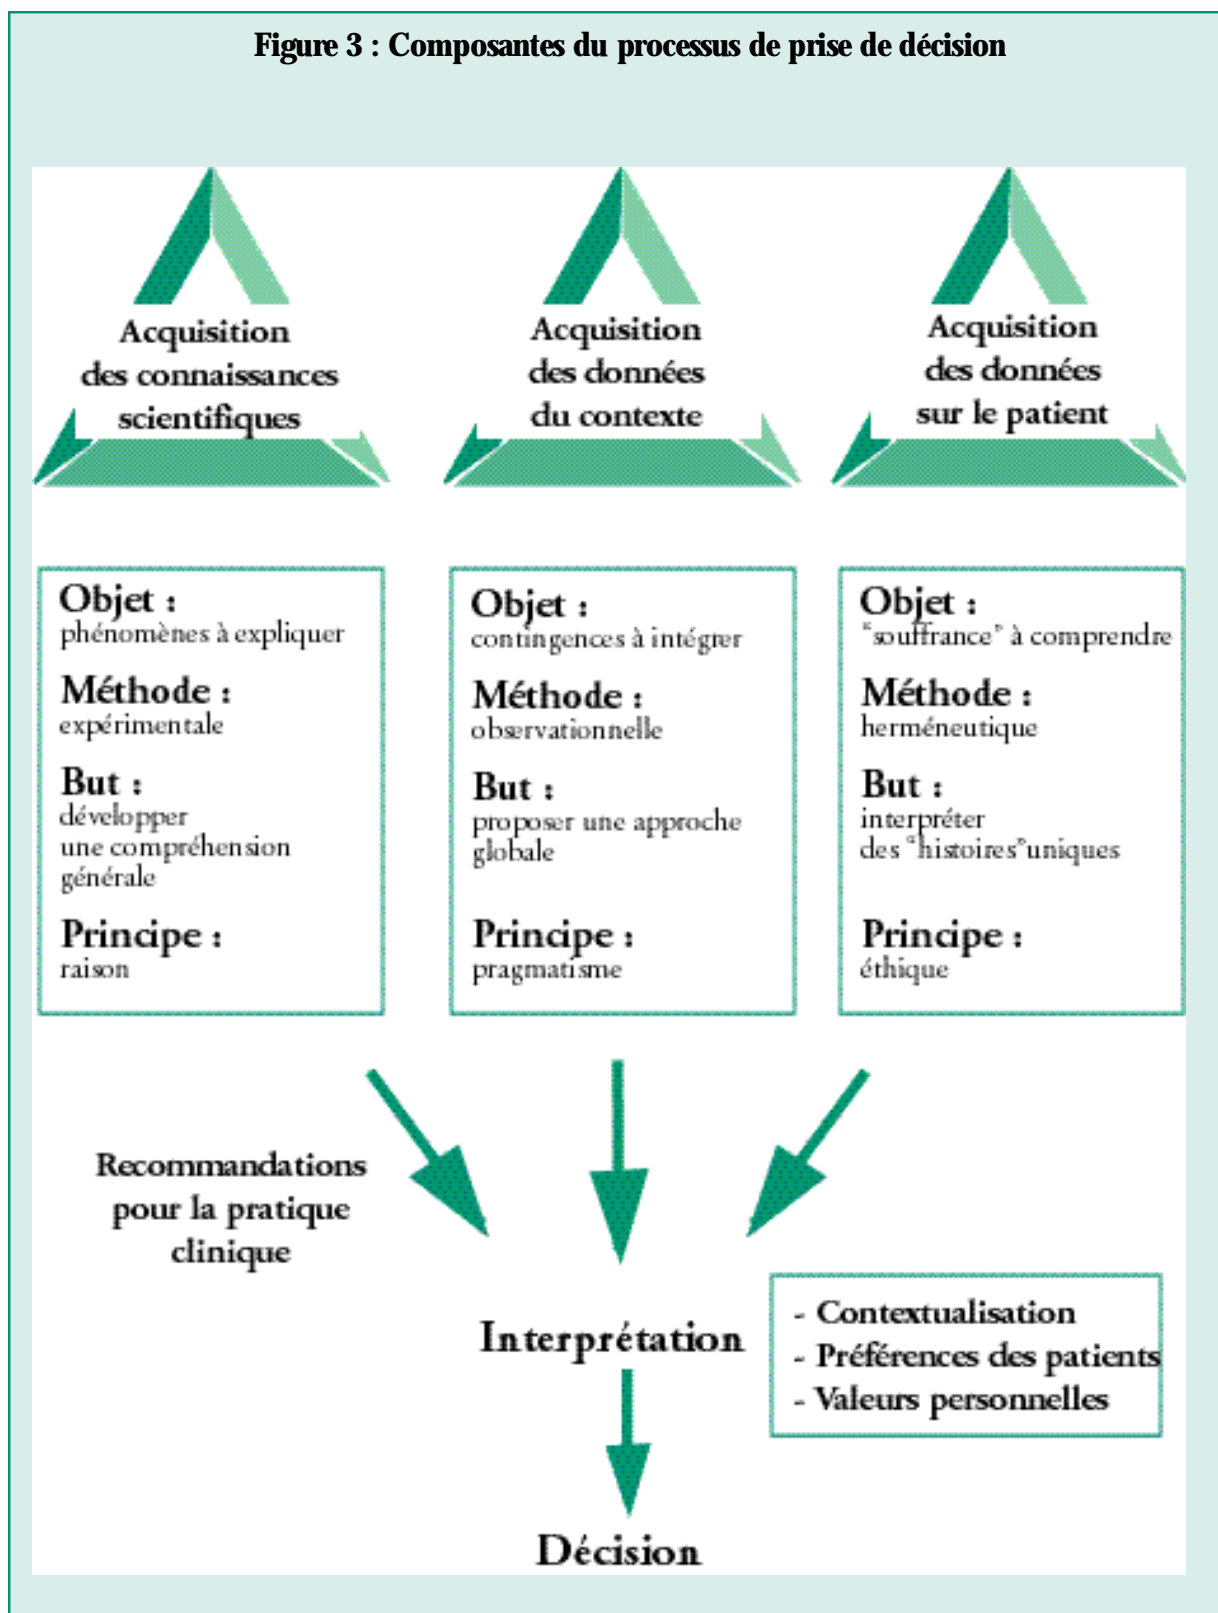 Figure 3 : Composantes du processus de prise de décision
Acquisition
des connaissances
scientifiques
Acquisition
des données
du contexte
Acquisition
des données
sur le patient
Objet :
phénomènes à expliquer
Méthode :
expérimentale
But :
développer
une compréhension
générale
Principe :
raison
Objet :
contingences à intégrer
Méthode :
observationnelle
But :
proposer une approche
globale
Principe :
pragmatisme
Objet :
"souffrance" à comprendre
Méthode :
herméneutique
But :
interpréter
des "histoires"uniques
Principe :
éthique
Recommandations
pour la pratique
clinique
Interprétation
- Contextualisation
- Préférences des patients
- Valeurs personnelles
Décision